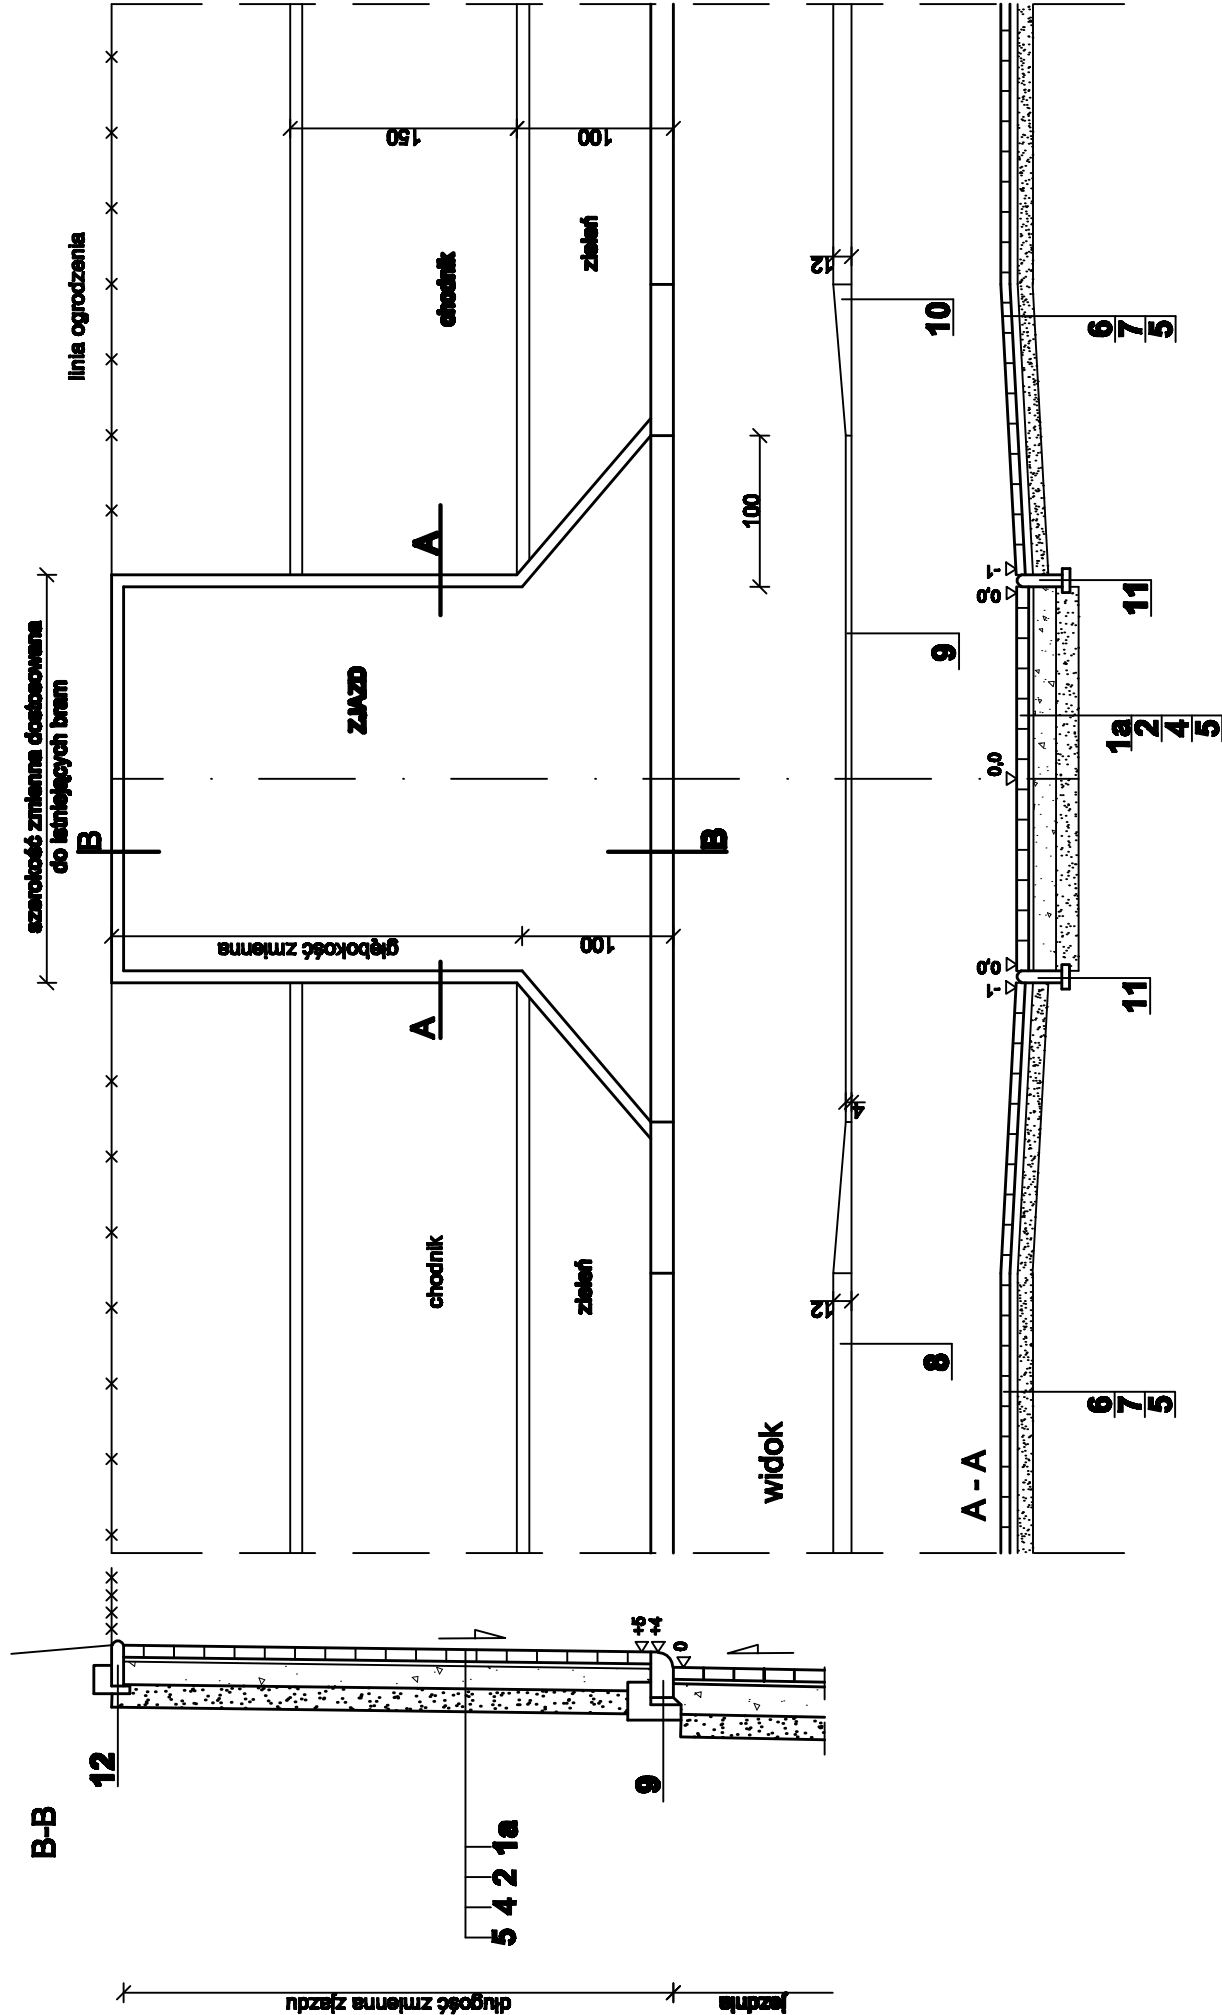 szerokość zmienna dostosowana
do istniejących bram
linia ogrodzenia
B
B
ZJAZD
A
A
głębokość zmienna
100
chodnik
zieleń
chodnik
zieleń
150
100
widok
12
4
100
12
8
9
10
A - A
-1
0,0
0,0
0,0
-1
6
7
5
11
1a
2
4
5
11
6
7
5
B-B
12
5 4 2 1a
9
+5
+4
0
długość zmienna zjazdu
jezdnia